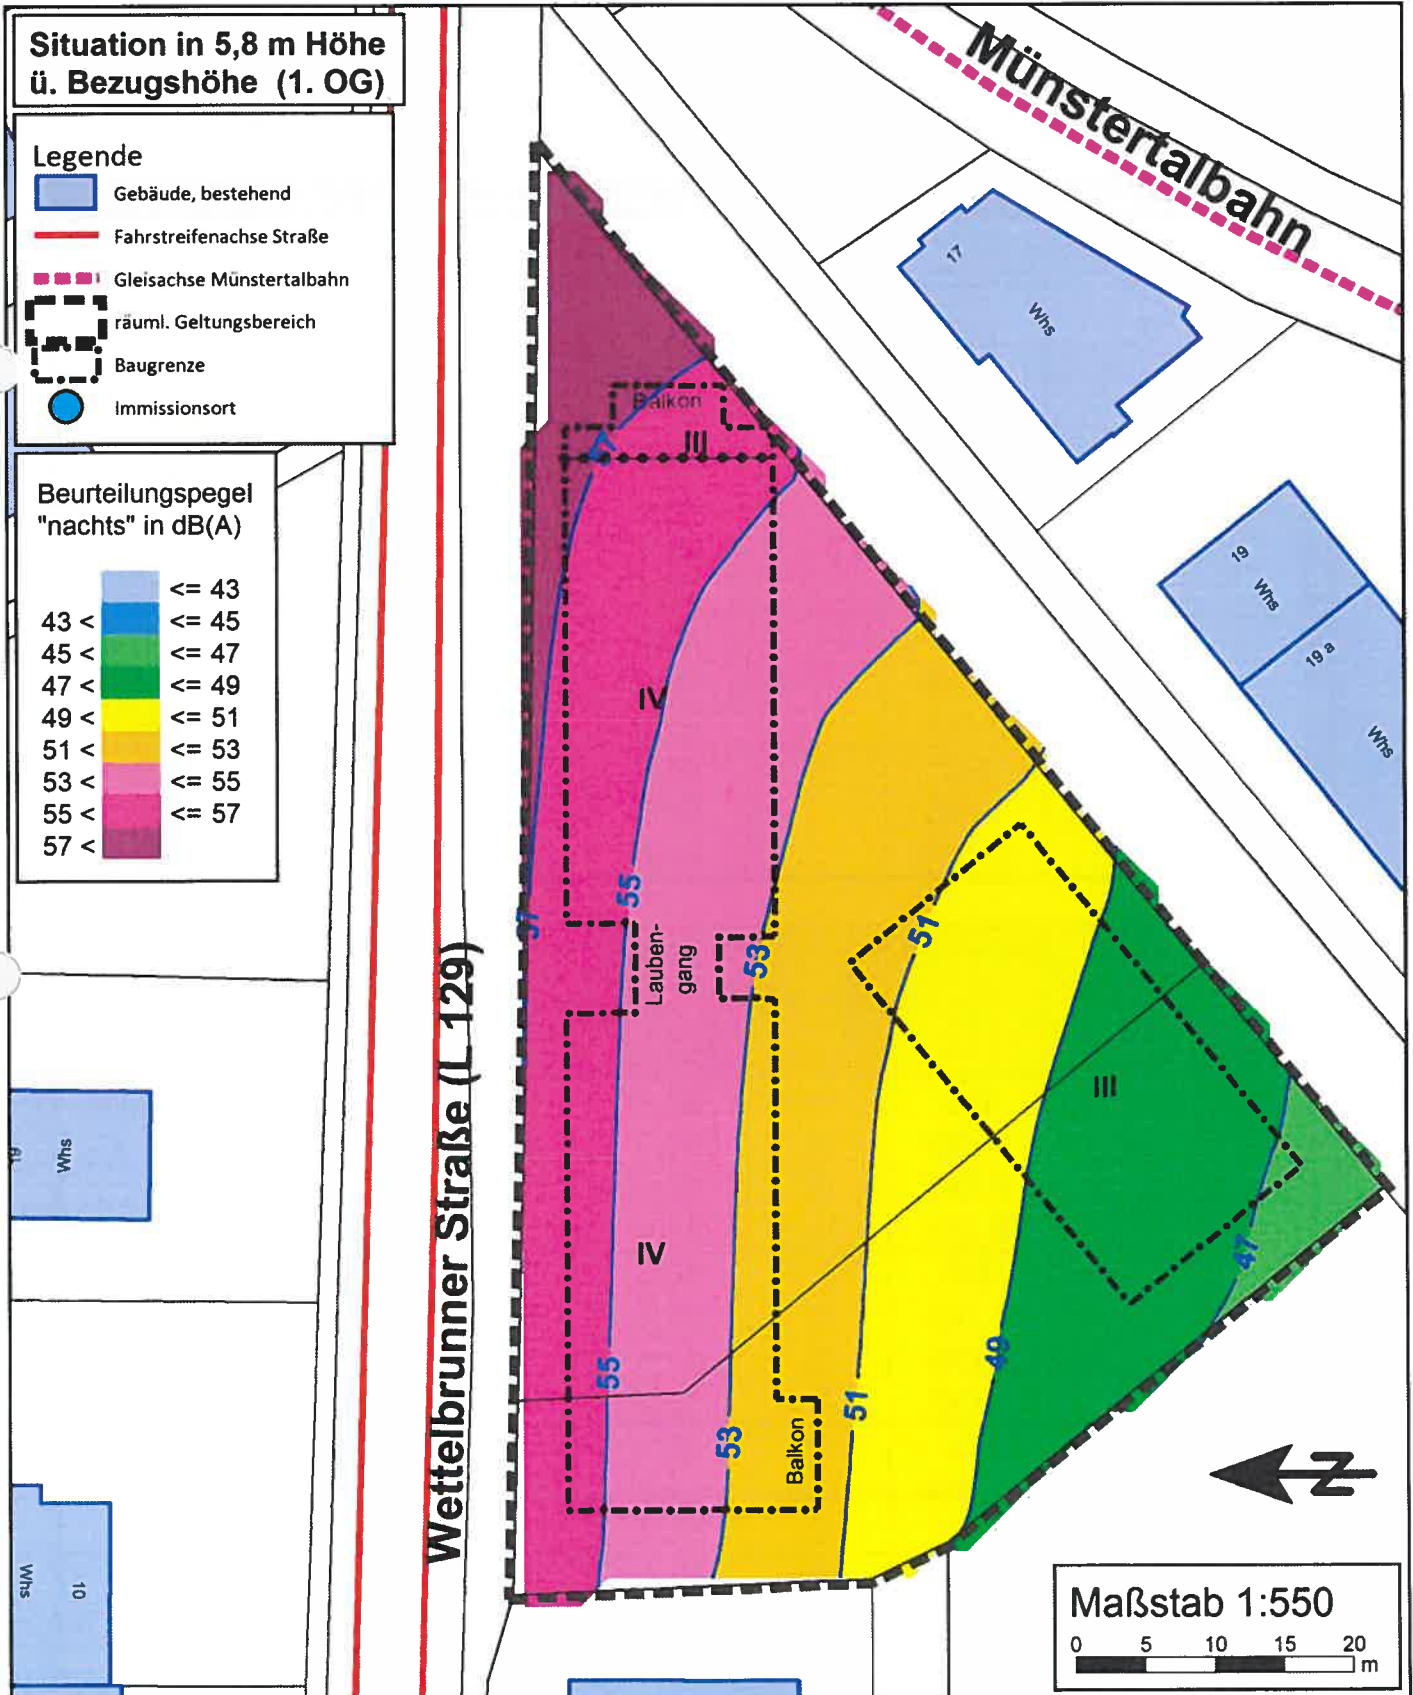 Situation in 5,8 m Höhe
ü. Bezugshöhe (1. OG)
Legende
Gebäude, bestehend
Fahrstreifenachse Straße
Gleisachse Münstertalbahn
räuml. Geltungsbereich
Baugrenze
Immissionsort
Beurteilungspegel
"nachts" in dB(A)
<= 43
43 < <= 45
45 < <= 47
47 < <= 49
49 < <= 51
51 < <= 53
53 < <= 55
55 < <= 57
57 <
Münstertalbahn
17
Whs
19
Whs
19 a
Whs
Balkon
III
57
IV
55
57
Lauben-
gang
53
51
III
Wettelbrunner Straße (L 129)
19
Whs
IV
47
49
55
51
53
Balkon
N
10
Whs
Maßstab 1:550
0 5 10 15 20
m